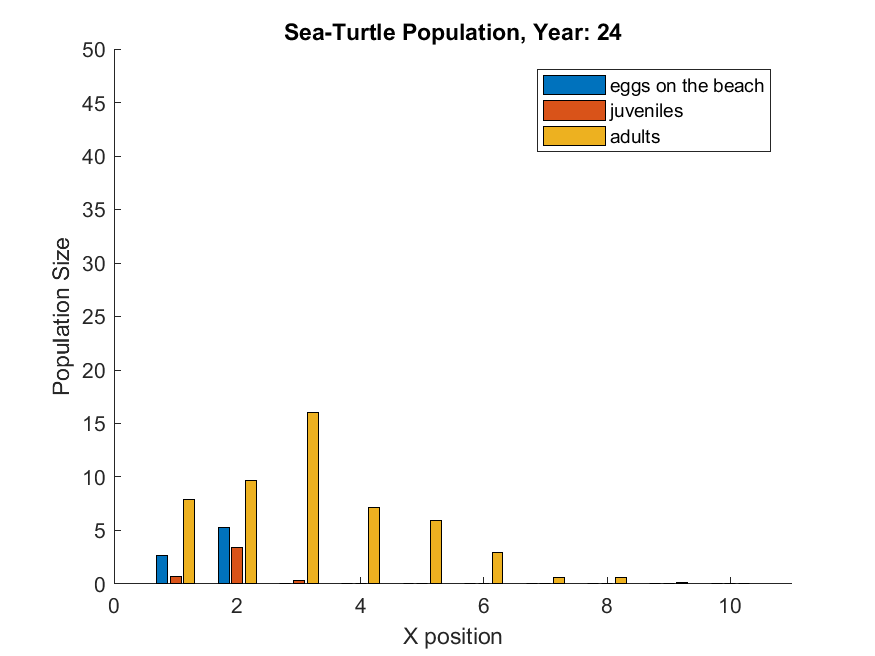 Sea-Turtle Population, Year: 24
50
45
40
35
30
25
20
15
10
5
0
Population Size
eggs on the beach
juveniles
adults
0 2 4 6 8 10
X position